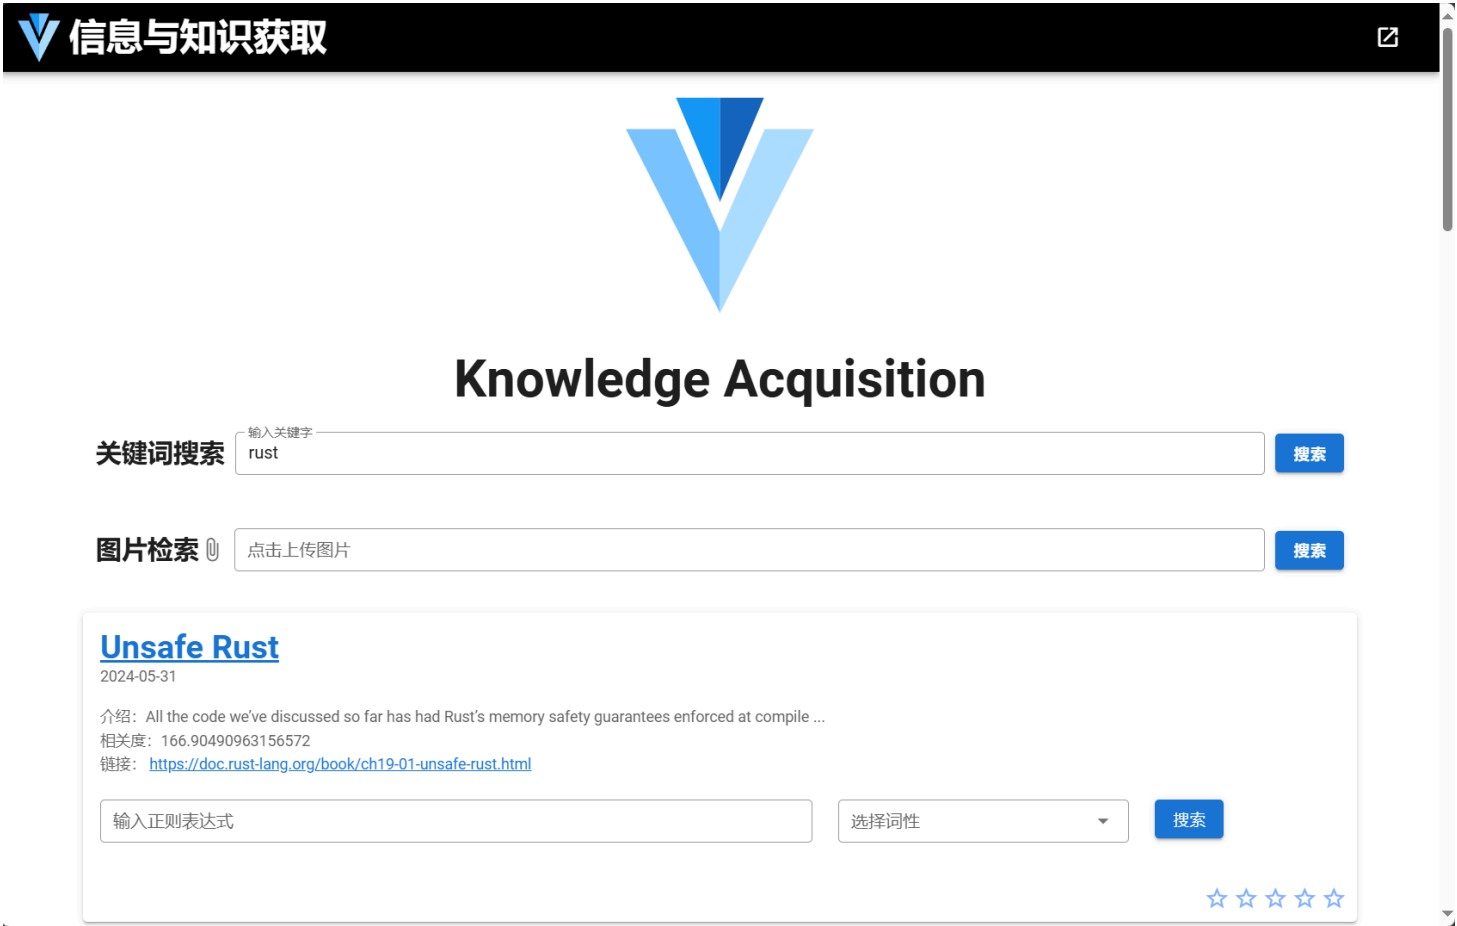 信息与知识获取
Knowledge Acquisition
输入关键字
关键词搜索 rust 搜索
图片检索 点击上传图片 搜索
Unsafe Rust
2024-05-31
介绍：All the code we’ve discussed so far has had Rust’s memory safety guarantees enforced at compile ...
相关度：166.90490963156572
链接： https://doc.rust-lang.org/book/ch19-01-unsafe-rust.html
输入正则表达式 选择词性 搜索